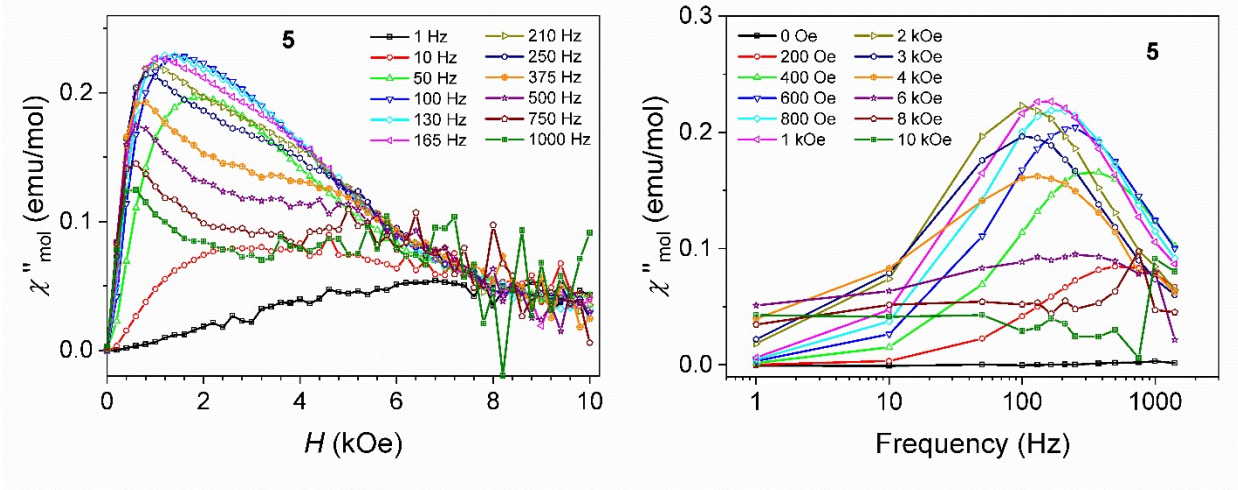 5
1 Hz
10 Hz
50 Hz
100 Hz
130 Hz
165 Hz
210 Hz
250 Hz
375 Hz
500 Hz
750 Hz
1000 Hz
0.2
0.1
0.0
χ"mol (emu/mol)
0 2 4 6 8 10
H (kOe)
5
0 Oe
200 Oe
400 Oe
600 Oe
800 Oe
1 kOe
2 kOe
3 kOe
4 kOe
6 kOe
8 kOe
10 kOe
0.3
0.2
0.1
0.0
χ"mol (emu/mol)
1 10 100 1000
Frequency (Hz)